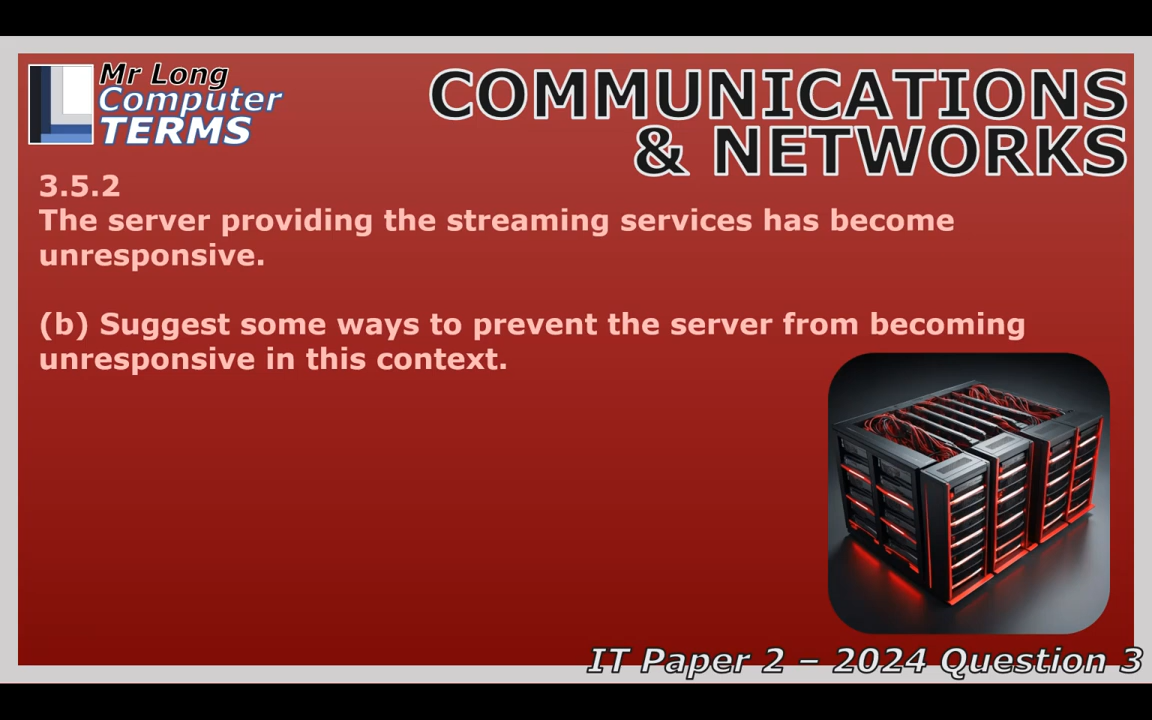 Mr Long
Computer
TERMS
COMMUNICATIONS
& NETWORKS
3.5.2
The server providing the streaming services has become
unresponsive.
(b) Suggest some ways to prevent the server from becoming
unresponsive in this context.
IT Paper 2 – 2024 Question 3